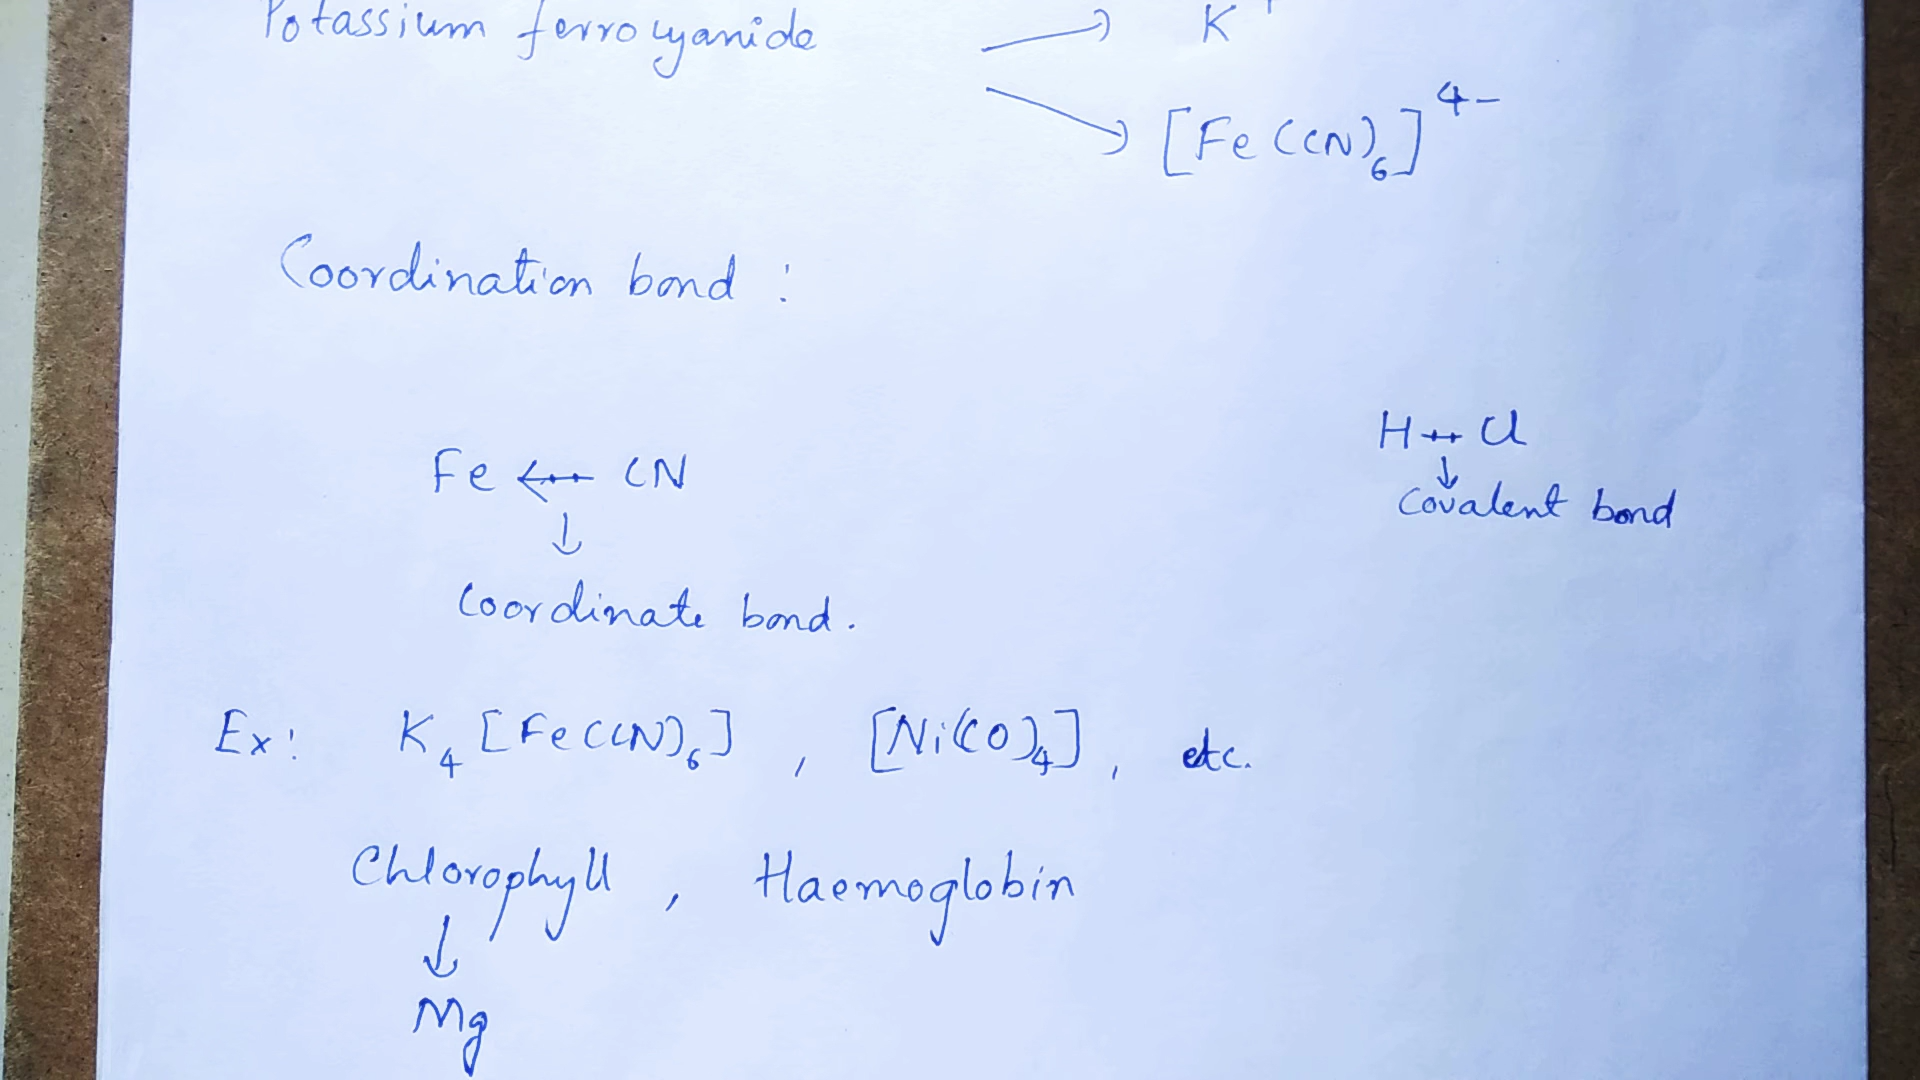 Potassium ferrocyanide → K+
→ [Fe(CN)6]4-
Coordination bond :
H ↔ Cl
↓
Covalent bond
Fe ← CN
↓
Coordinate bond.
Ex: K4[Fe(CN)6] , [Ni(CO)4] , etc.
Chlorophyll , Haemoglobin
↓
Mg